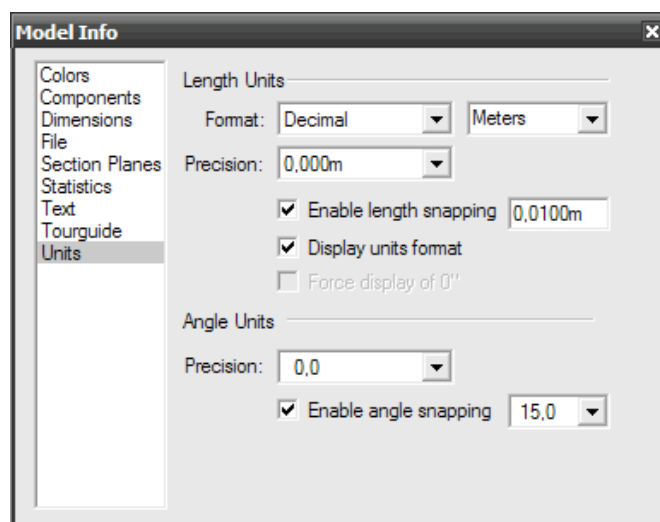 Model Info
Colors
Components
Dimensions
File
Section Planes
Statistics
Text
Tourguide
Units
Length Units
Format: Decimal Meters
Precision: 0,000m
Enable length snapping 0,0100m
Display units format
Force display of 0"
Angle Units
Precision: 0,0
Enable angle snapping 15,0